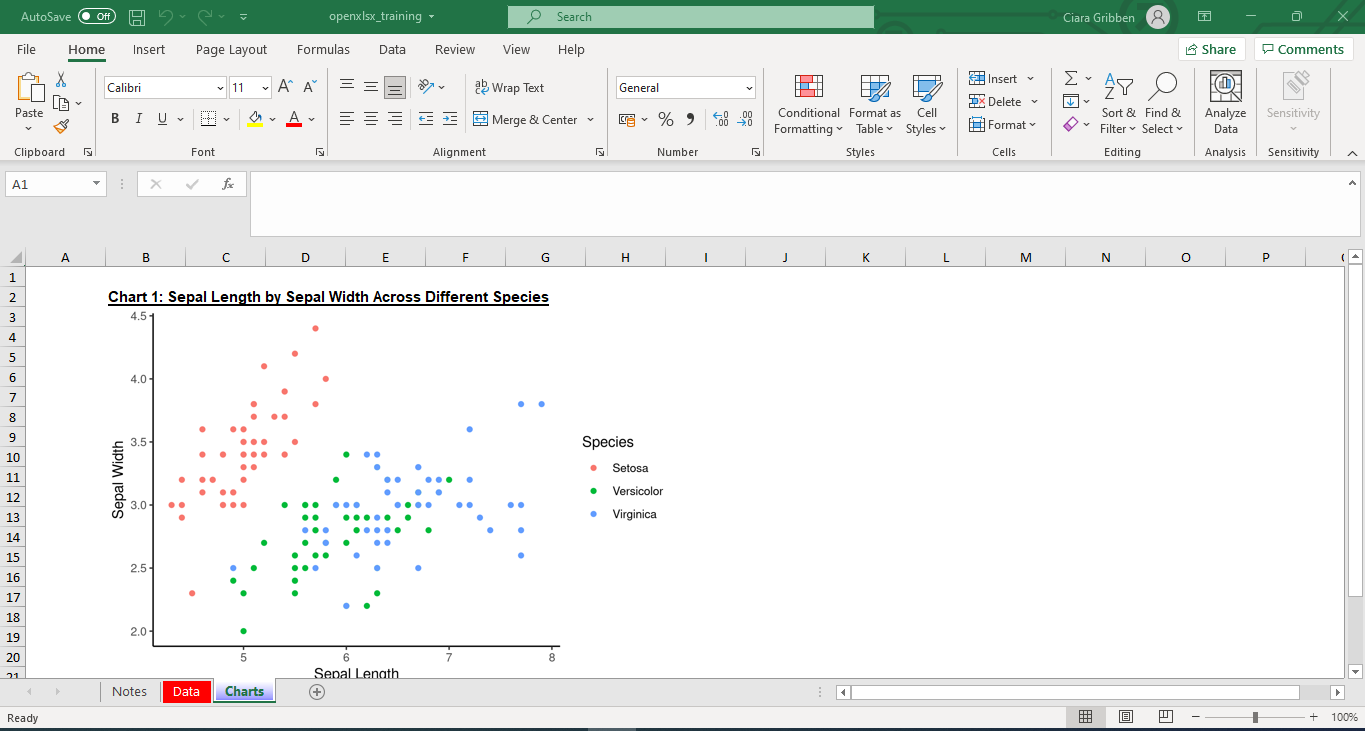 AutoSave Off openxlsx_training Search Ciara Gribben
File Home Insert Page Layout Formulas Data Review View Help Share Comments
Paste
Clipboard
Calibri 11
B I U A
Font
ab Wrap Text
Merge & Center
Alignment
General
% 9
Number
Conditional Formatting
Format as Table
Cell Styles
Styles
Insert
Delete
Format
Cells
Sort & Filter
Find & Select
Editing
Analyze Data
Analysis
Sensitivity
Sensitivity
A1 fx
A B C D E F G H I J K L M N O P
1
2
3
4
5
6
7
8
9
10
11
12
13
14
15
16
17
18
19
20
21
Chart 1: Sepal Length by Sepal Width Across Different Species
4.5
4.0
3.5
3.0
2.5
2.0
Sepal Width
5 6 7 8
Sepal Length
Species
Setosa
Versicolor
Virginica
Notes Data Charts
Ready 100%